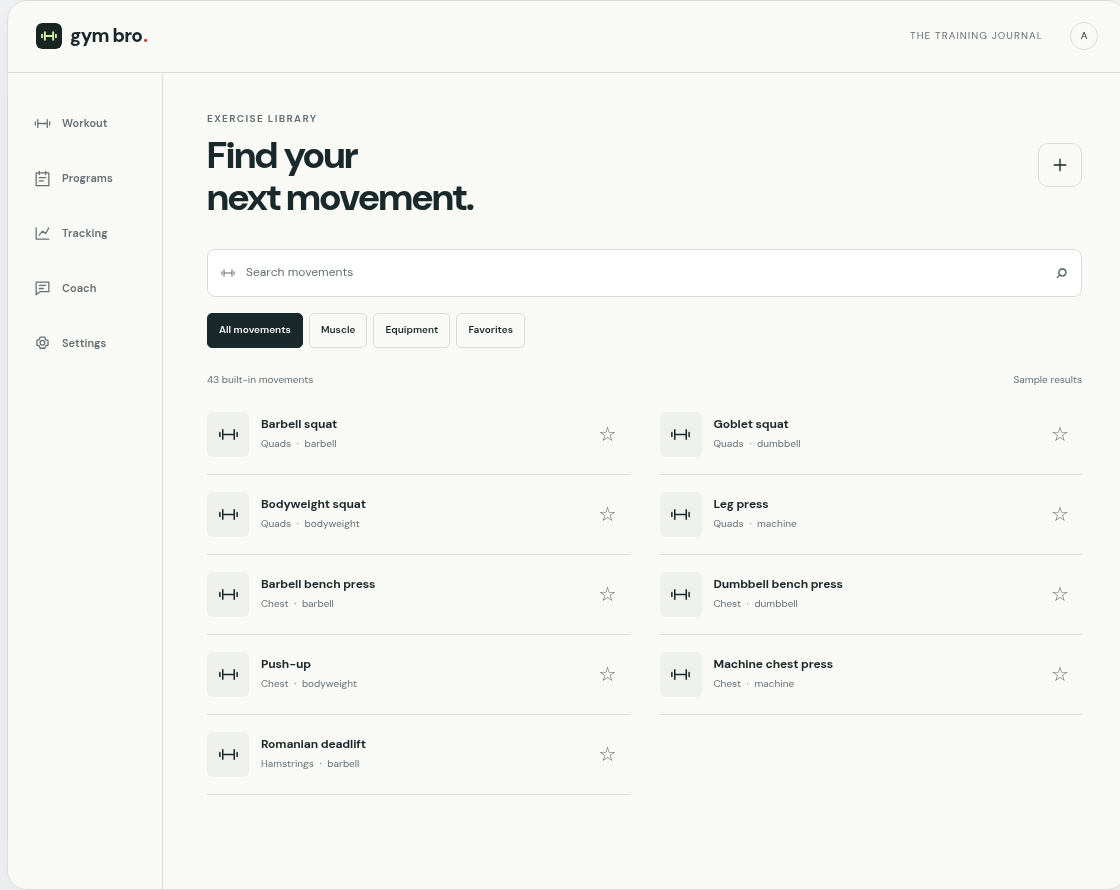 gym bro.
THE TRAINING JOURNAL
A
Workout
Programs
Tracking
Coach
Settings
EXERCISE LIBRARY
Find your
next movement.
Search movements
All movements
Muscle
Equipment
Favorites
43 built-in movements
Sample results
Barbell squat
Quads · barbell
Goblet squat
Quads · dumbbell
Bodyweight squat
Quads · bodyweight
Leg press
Quads · machine
Barbell bench press
Chest · barbell
Dumbbell bench press
Chest · dumbbell
Push-up
Chest · bodyweight
Machine chest press
Chest · machine
Romanian deadlift
Hamstrings · barbell